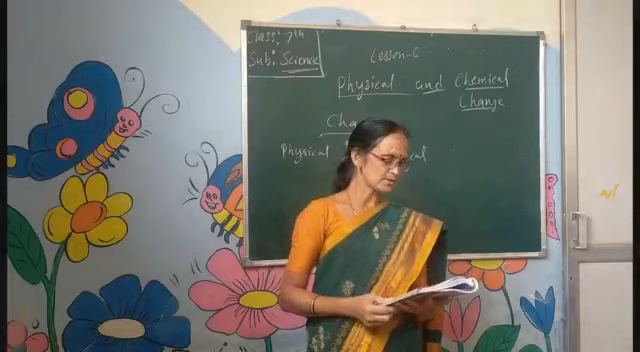 Class: 7th
Sub: Science
Lesson-6
Physical and Chemical
Change
Physical